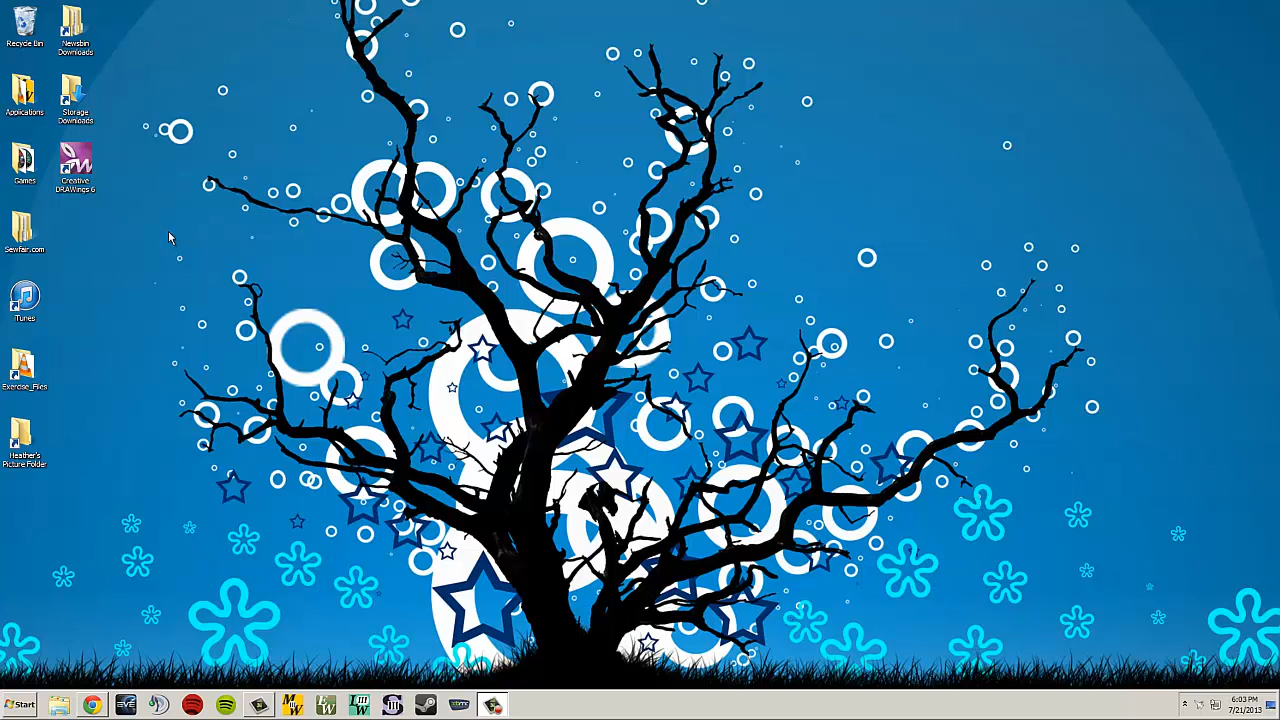 Recycle Bin
Newsbin
Downloads
Applications
Storage
Downloads
Games
Creative
DRAWings 6
Sewfair.com
iTunes
Exercise_Files
Heather's
Picture Folder
Start
6:03 PM
7/21/2013